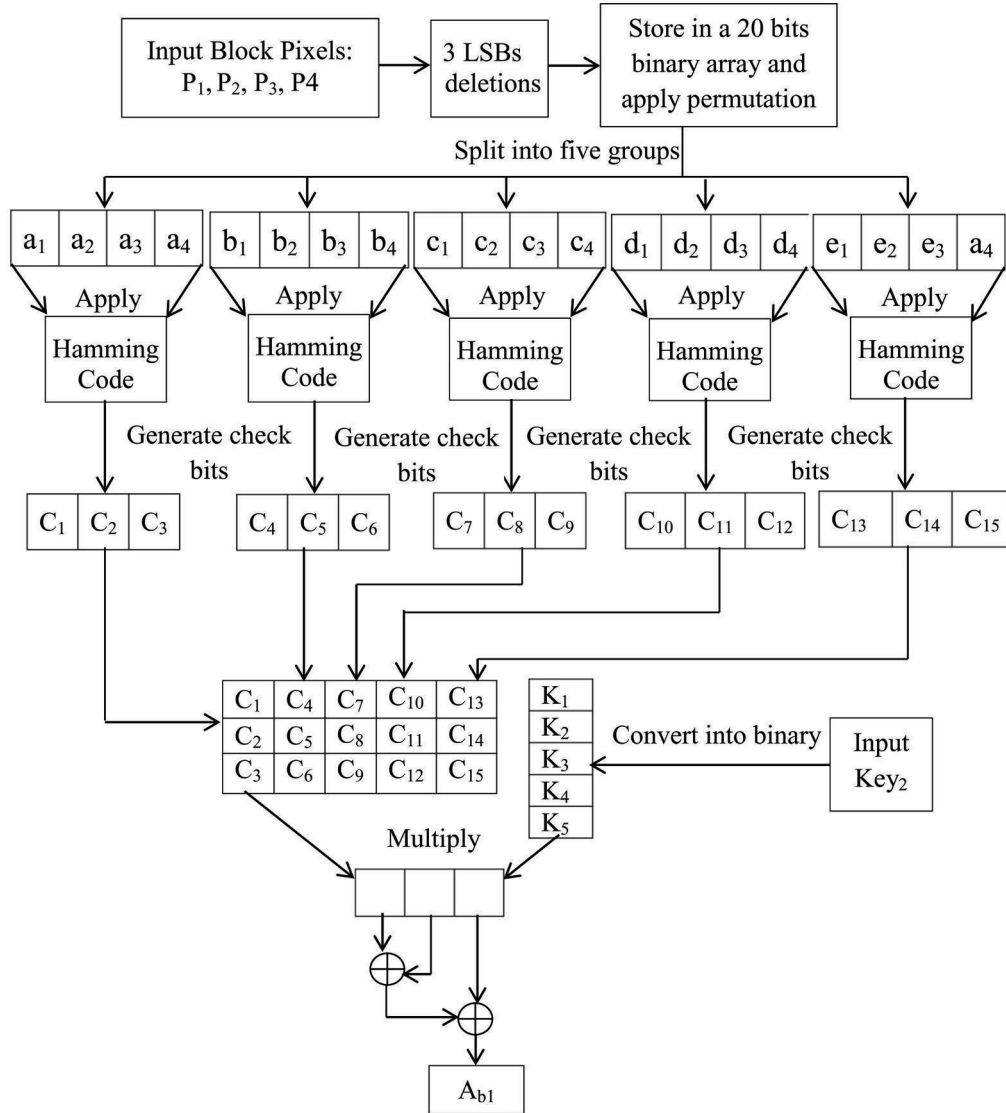 Input Block Pixels:
P₁, P₂, P₃, P4
3 LSBs
deletions
Store in a 20 bits
binary array and
apply permutation
Split into five groups
a₁ a₂ a₃ a₄
b₁ b₂ b₃ b₄
c₁ c₂ c₃ c₄
d₁ d₂ d₃ d₄
e₁ e₂ e₃ a₄
Apply
Apply
Apply
Apply
Apply
Hamming
Code
Hamming
Code
Hamming
Code
Hamming
Code
Hamming
Code
Generate check
bits
Generate check
bits
Generate check
bits
Generate check
bits
C₁ C₂ C₃
C₄ C₅ C₆
C₇ C₈ C₉
C₁₀ C₁₁ C₁₂
C₁₃ C₁₄ C₁₅
C₁ C₄ C₇ C₁₀ C₁₃
C₂ C₅ C₈ C₁₁ C₁₄
C₃ C₆ C₉ C₁₂ C₁₅
K₁
K₂
K₃
K₄
K₅
Convert into binary
Input
Key₂
Multiply
A_b1